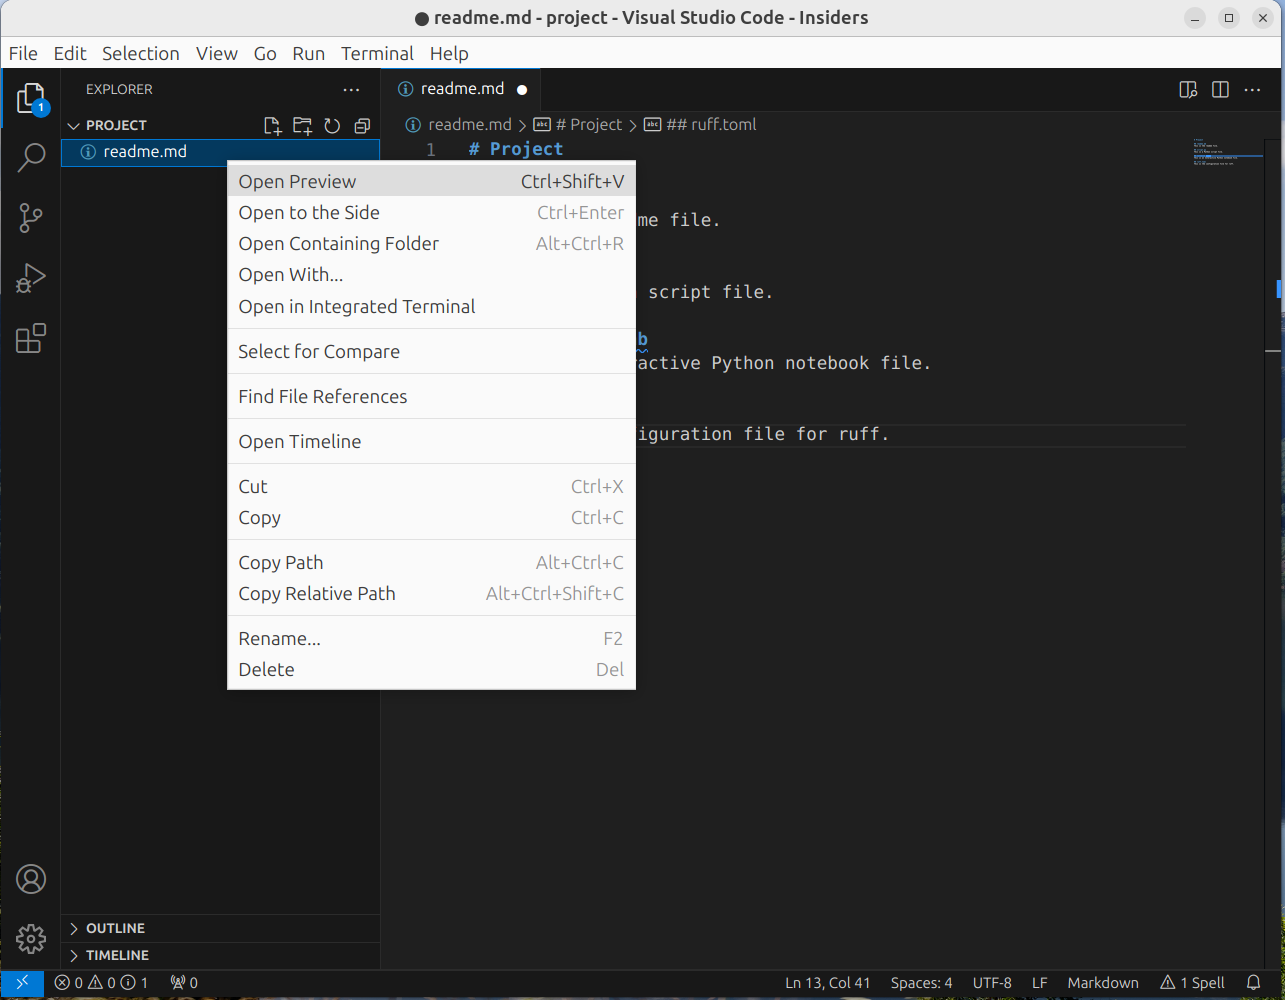 readme.md - project - Visual Studio Code - Insiders
File Edit Selection View Go Run Terminal Help
1
EXPLORER
PROJECT
readme.md
readme.md
readme.md > # Project > ## ruff.toml
1 # Project
me file.
script file.
b
active Python notebook file.
iguration file for ruff.
Open Preview Ctrl+Shift+V
Open to the Side Ctrl+Enter
Open Containing Folder Alt+Ctrl+R
Open With...
Open in Integrated Terminal
Select for Compare
Find File References
Open Timeline
Cut Ctrl+X
Copy Ctrl+C
Copy Path Alt+Ctrl+C
Copy Relative Path Alt+Ctrl+Shift+C
Rename... F2
Delete Del
OUTLINE
TIMELINE
0 0 1 0 Ln 13, Col 41 Spaces: 4 UTF-8 LF Markdown 1 Spell